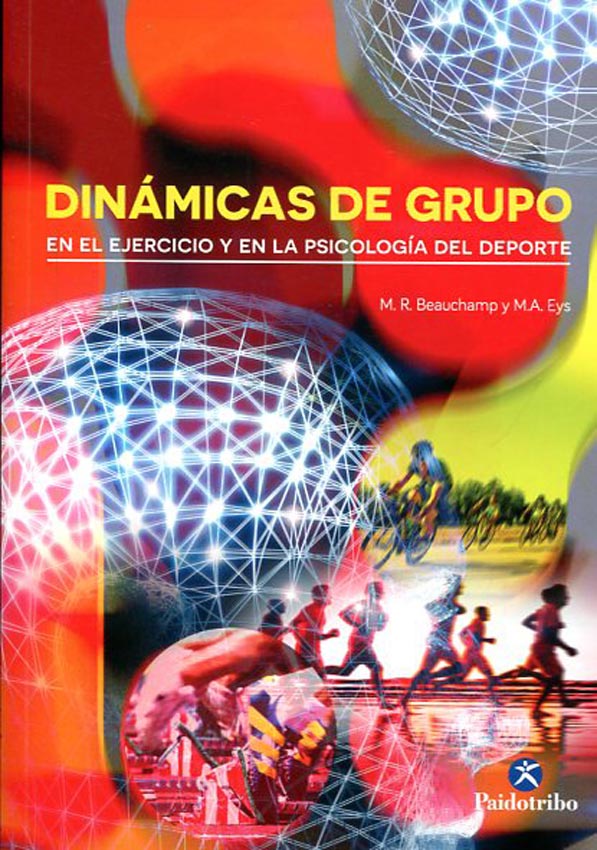 DINÁMICAS DE GRUPO
EN EL EJERCICIO Y EN LA PSICOLOGÍA DEL DEPORTE
M. R. Beauchamp y M.A. Eys
Paidotribo